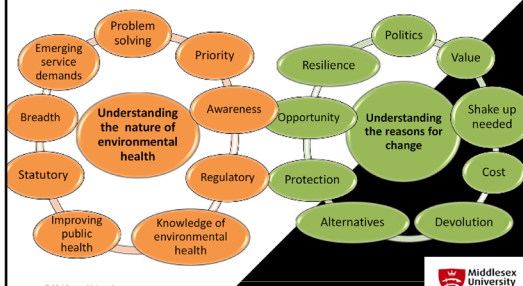 Problem
solving
Emerging
service
demands
Priority
Breadth
Understanding
the nature of
environmental
health
Awareness
Statutory
Regulatory
Improving
public
health
Knowledge of
environmental
health
Politics
Resilience
Value
Opportunity
Understanding
the reasons for
change
Shake up
needed
Protection
Cost
Alternatives
Devolution
Middlesex
University